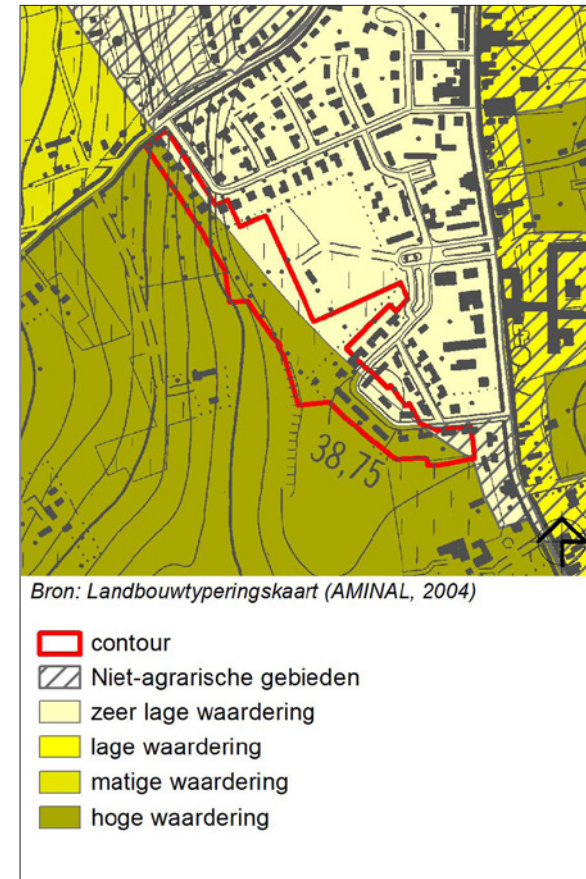 38,75
Bron: Landbouwtyperingskaart (AMINAL, 2004)
contour
Niet-agrarische gebieden
zeer lage waardering
lage waardering
matige waardering
hoge waardering